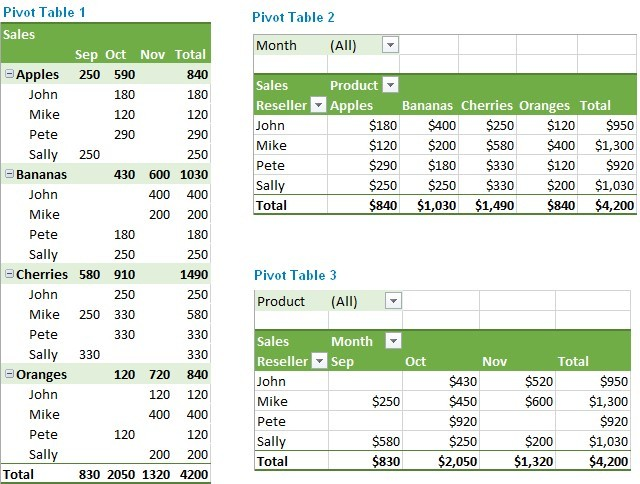 Pivot Table 1
Sales
Sep Oct Nov Total
Apples 250 590 840
John 180 180
Mike 120 120
Pete 290 290
Sally 250 250
Bananas 430 600 1030
John 400 400
Mike 200 200
Pete 180 180
Sally 250 250
Cherries 580 910 1490
John 250 250
Mike 250 330 580
Pete 330 330
Sally 330 330
Oranges 120 720 840
John 120 120
Mike 400 400
Pete 120 120
Sally 200 200
Total 830 2050 1320 4200
Pivot Table 2
Month (All)
Sales Product
Reseller Apples Bananas Cherries Oranges Total
John $180 $400 $250 $120 $950
Mike $120 $200 $580 $400 $1,300
Pete $290 $180 $330 $120 $920
Sally $250 $250 $330 $200 $1,030
Total $840 $1,030 $1,490 $840 $4,200
Pivot Table 3
Product (All)
Sales Month
Reseller Sep Oct Nov Total
John $430 $520 $950
Mike $250 $450 $600 $1,300
Pete $920 $920
Sally $580 $250 $200 $1,030
Total $830 $2,050 $1,320 $4,200